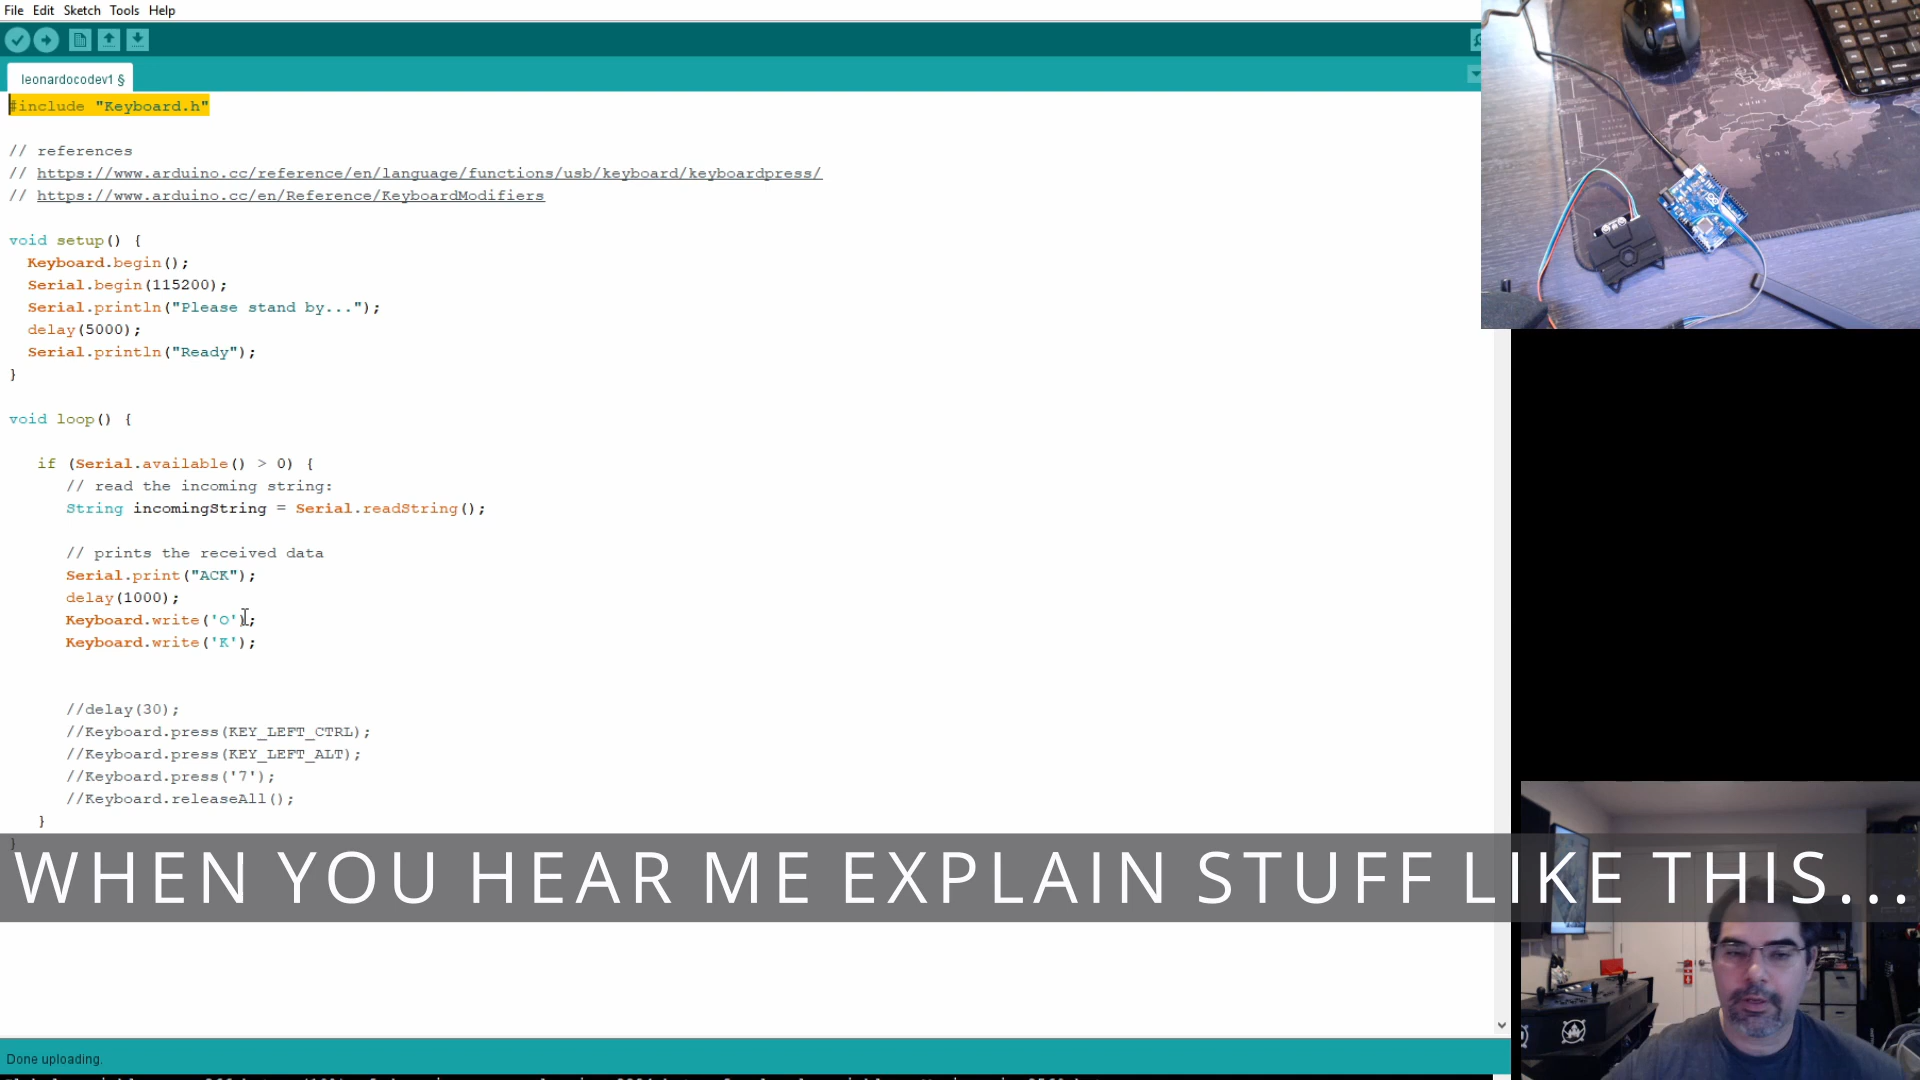 File Edit Sketch Tools Help
leonardocodev1 §
#include "Keyboard.h"
// references
// https://www.arduino.cc/reference/en/language/functions/usb/keyboard/keyboardpress/
// https://www.arduino.cc/en/Reference/KeyboardModifiers
void setup() {
Keyboard.begin();
Serial.begin(115200);
Serial.println("Please stand by...");
delay(5000);
Serial.println("Ready");
}
void loop() {
if (Serial.available() > 0) {
// read the incoming string:
String incomingString = Serial.readString();
// prints the received data
Serial.print("ACK");
delay(1000);
Keyboard.write('O');
Keyboard.write('K');
//delay(30);
//Keyboard.press(KEY_LEFT_CTRL);
//Keyboard.press(KEY_LEFT_ALT);
//Keyboard.press('7');
//Keyboard.releaseAll();
}
}
WHEN YOU HEAR ME EXPLAIN STUFF LIKE THIS...
Done uploading.